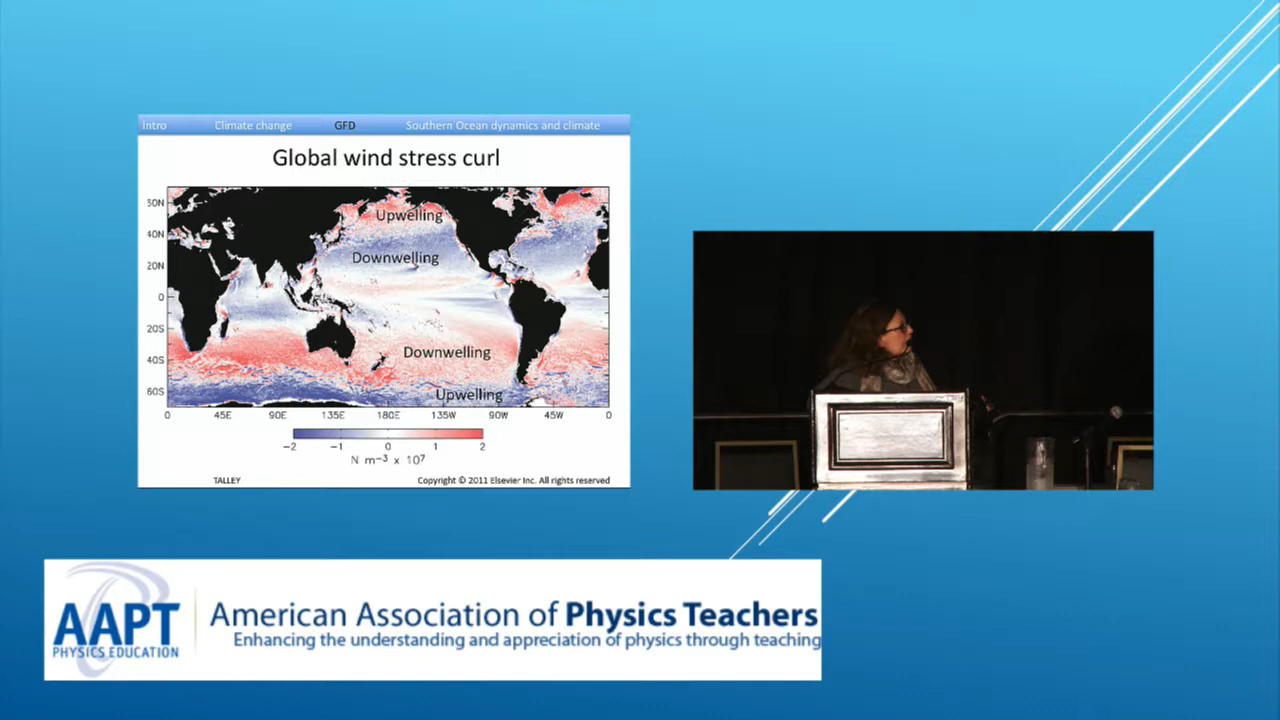 Intro Climate change GFD Southern Ocean dynamics and climate
Global wind stress curl
50N
40N
20N
0
20S
40S
60S
Upwelling
Downwelling
Downwelling
Upwelling
0 45E 90E 135E 180E 135W 90W 45W 0
−2 −1 0 1 2
N m⁻³ x 10⁷
TALLEY Copyright © 2011 Elsevier Inc. All rights reserved
AAPT
PHYSICS EDUCATION
American Association of Physics Teachers
Enhancing the understanding and appreciation of physics through teaching